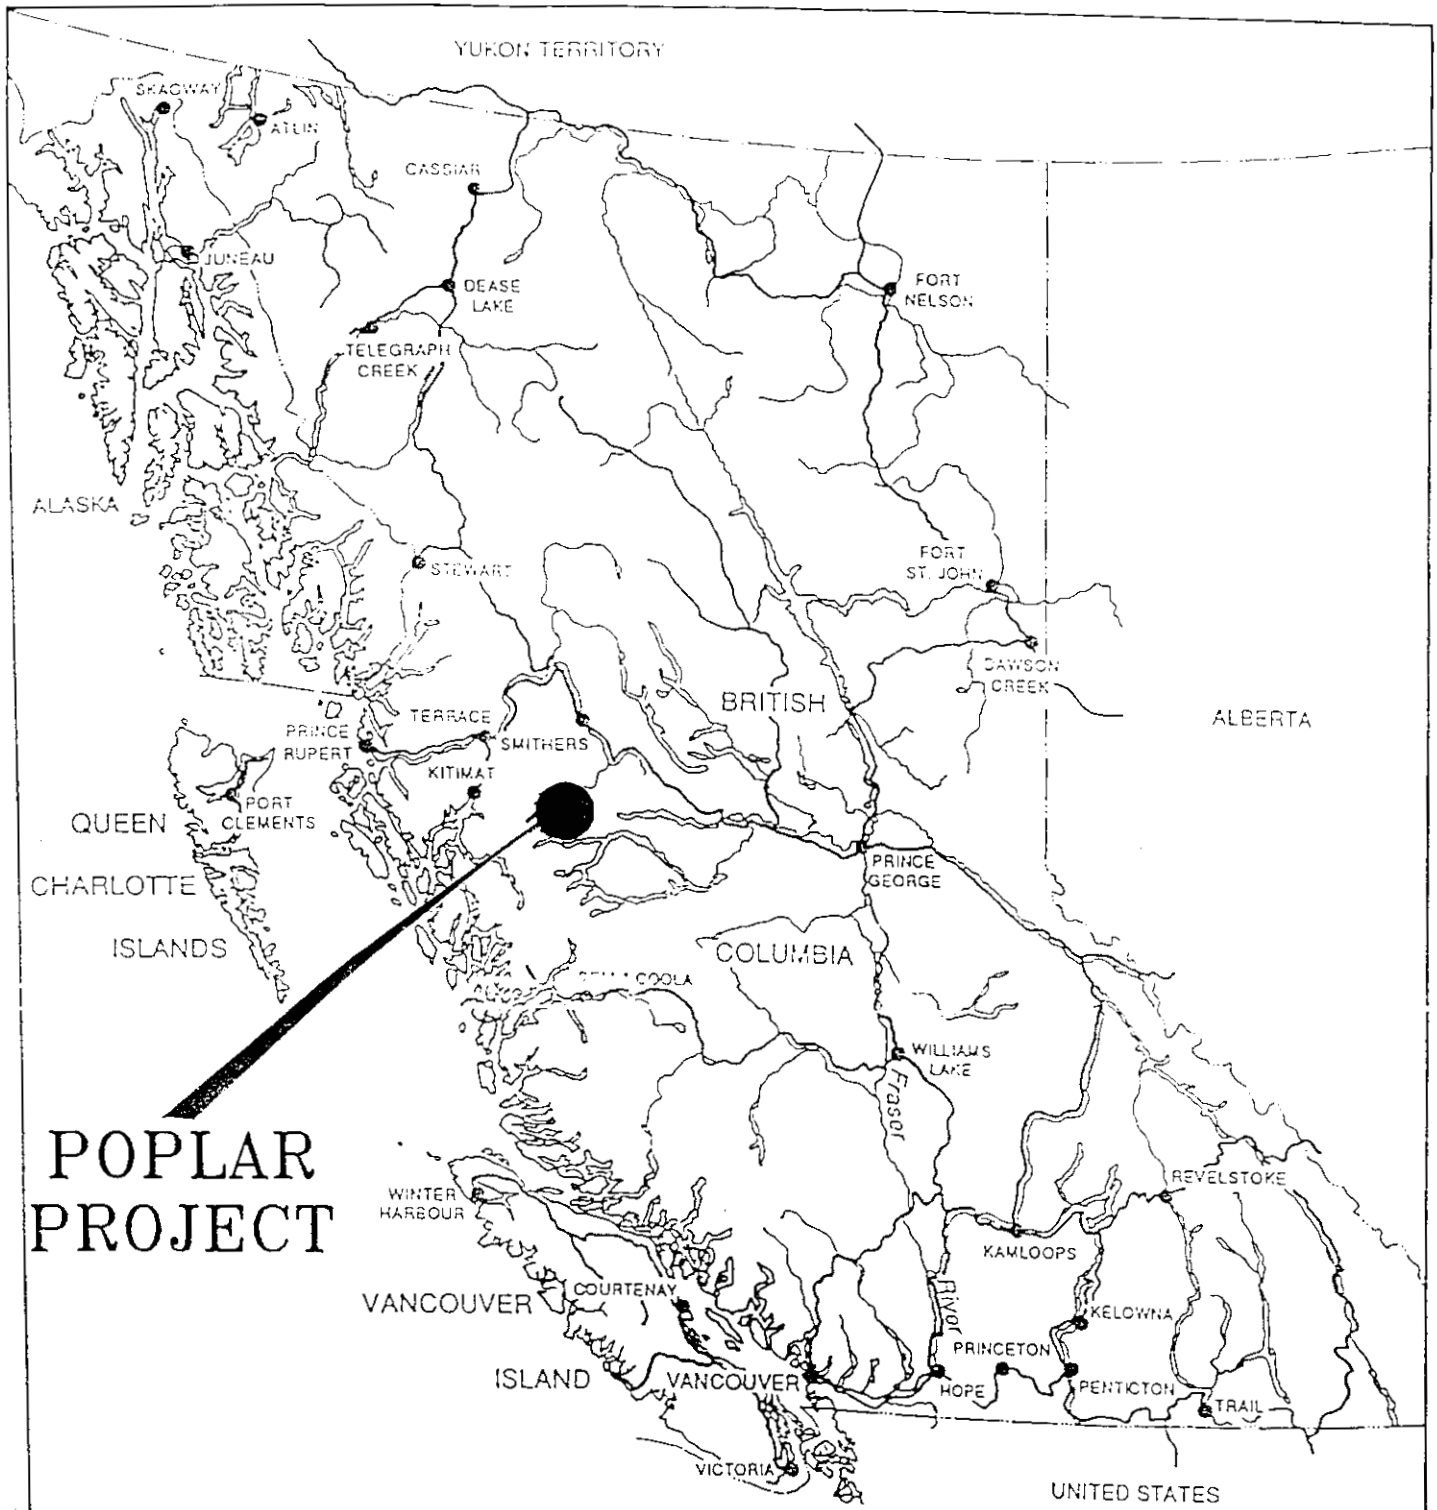 YUKON TERRITORY
SKAGWAY
ATLIN
CASSIAR
JUNEAU
DEASE
LAKE
FORT
NELSON
TELEGRAPH
CREEK
ALASKA
STEWART
FORT
ST. JOHN
DAWSON
CREEK
BRITISH
ALBERTA
PRINCE
RUPERT
TERRACE
SMITHERS
KITIMAT
PORT
CLEMENTS
QUEEN
CHARLOTTE
ISLANDS
PRINCE
GEORGE
COLUMBIA
BELLA COOLA
WILLIAMS
LAKE
Fraser
River
POPLAR
PROJECT
WINTER
HARBOUR
REVELSTOKE
KAMLOOPS
VANCOUVER
ISLAND
COURTENAY
KELOWNA
PRINCETON
VANCOUVER
HOPE
PENTICTON
TRAIL
VICTORIA
UNITED STATES